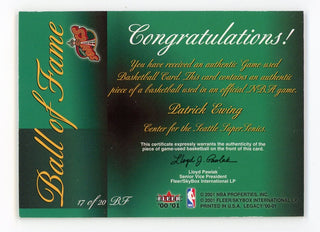 Ball of Fame
17 of 20 BF
Congratulations!
You have received an authentic Game-used
Basketball Card. This card contains an authentic
piece of a basketball used in an official NBA game.
Patrick Ewing
Center for the Seattle SuperSonics.
This certificate expressly warrants the authenticity of the
piece of game-used basketball on the front of this card.
Lloyd J. Pawlak
Lloyd Pawlak
Senior Vice President
Fleer/SkyBox International LP
FLEER
'00 '01
© 2001 NBA PROPERTIES, INC.
© 2001 FLEER/SKYBOX INTERNATIONAL LP
PRINTED IN U.S.A. LEGACY '00-01